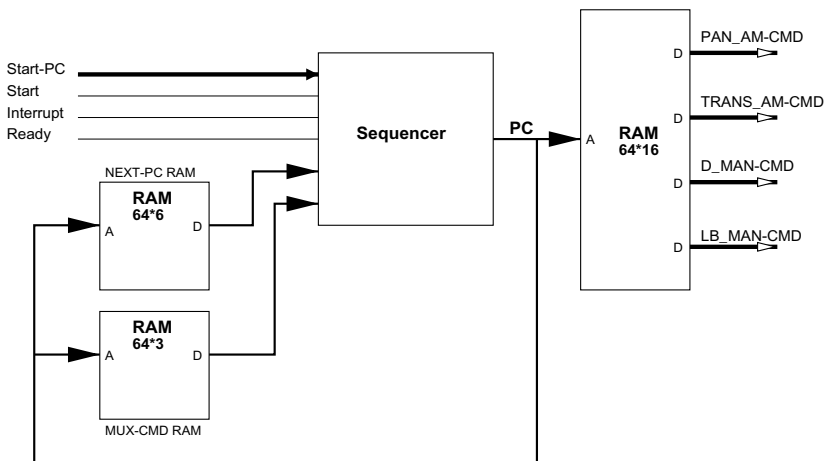 Start-PC
Start
Interrupt
Ready
Sequencer
PC
NEXT-PC RAM
RAM
64*6
A
D
RAM
64*3
A
D
MUX-CMD RAM
A
RAM
64*16
D
PAN_AM-CMD
D
TRANS_AM-CMD
D
D_MAN-CMD
D
LB_MAN-CMD